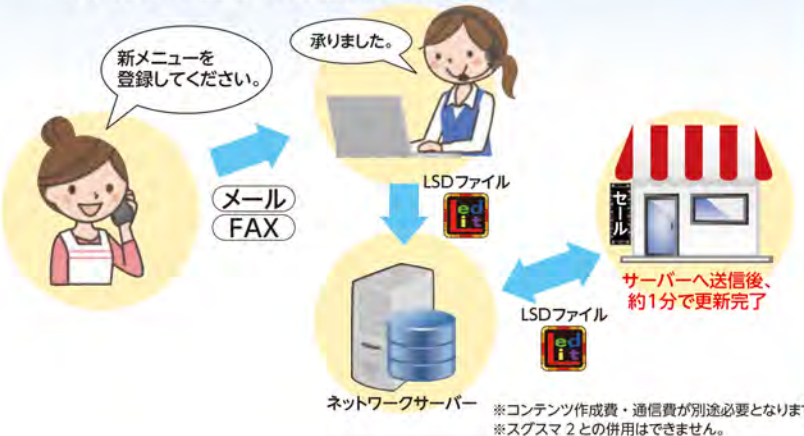 新メニューを
登録してください。
承りました。
メール
FAX
LSDファイル
Led
it
セール
サーバーへ送信後、
約1分で更新完了
LSDファイル
Led
it
ネットワークサーバー
※コンテンツ作成費・通信費が別途必要となります
※スグスマ2との併用はできません。